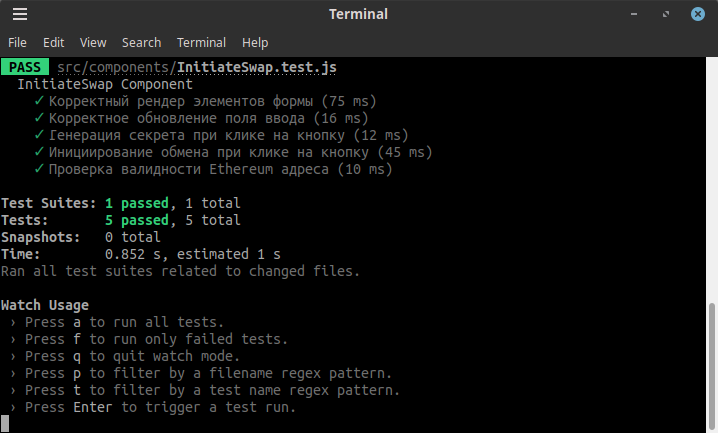 Terminal
File Edit View Search Terminal Help
PASS src/components/InitiateSwap.test.js
InitiateSwap Component
✓ Корректный рендер элементов формы (75 ms)
✓ Корректное обновление поля ввода (16 ms)
✓ Генерация секрета при клике на кнопку (12 ms)
✓ Инициирование обмена при клике на кнопку (45 ms)
✓ Проверка валидности Ethereum адреса (10 ms)
Test Suites: 1 passed, 1 total
Tests: 5 passed, 5 total
Snapshots: 0 total
Time: 0.852 s, estimated 1 s
Ran all test suites related to changed files.
Watch Usage
› Press a to run all tests.
› Press f to run only failed tests.
› Press q to quit watch mode.
› Press p to filter by a filename regex pattern.
› Press t to filter by a test name regex pattern.
› Press Enter to trigger a test run.